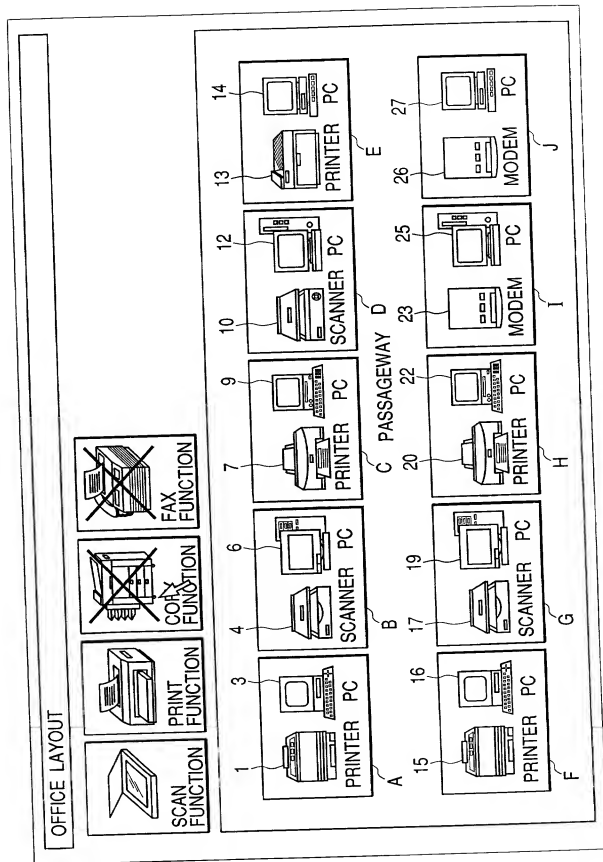 OFFICE LAYOUT
SCAN FUNCTION
PRINT FUNCTION
COPY FUNCTION
FAX FUNCTION
1 3
PRINTER PC
A
4 6
SCANNER PC
B
7 9
PRINTER PC
C
10 12
SCANNER PC
D
13 14
PRINTER PC
E
PASSAGEWAY
15 16
PRINTER PC
F
17 19
SCANNER PC
G
20 22
PRINTER PC
H
23 25
MODEM PC
I
26 27
MODEM PC
J